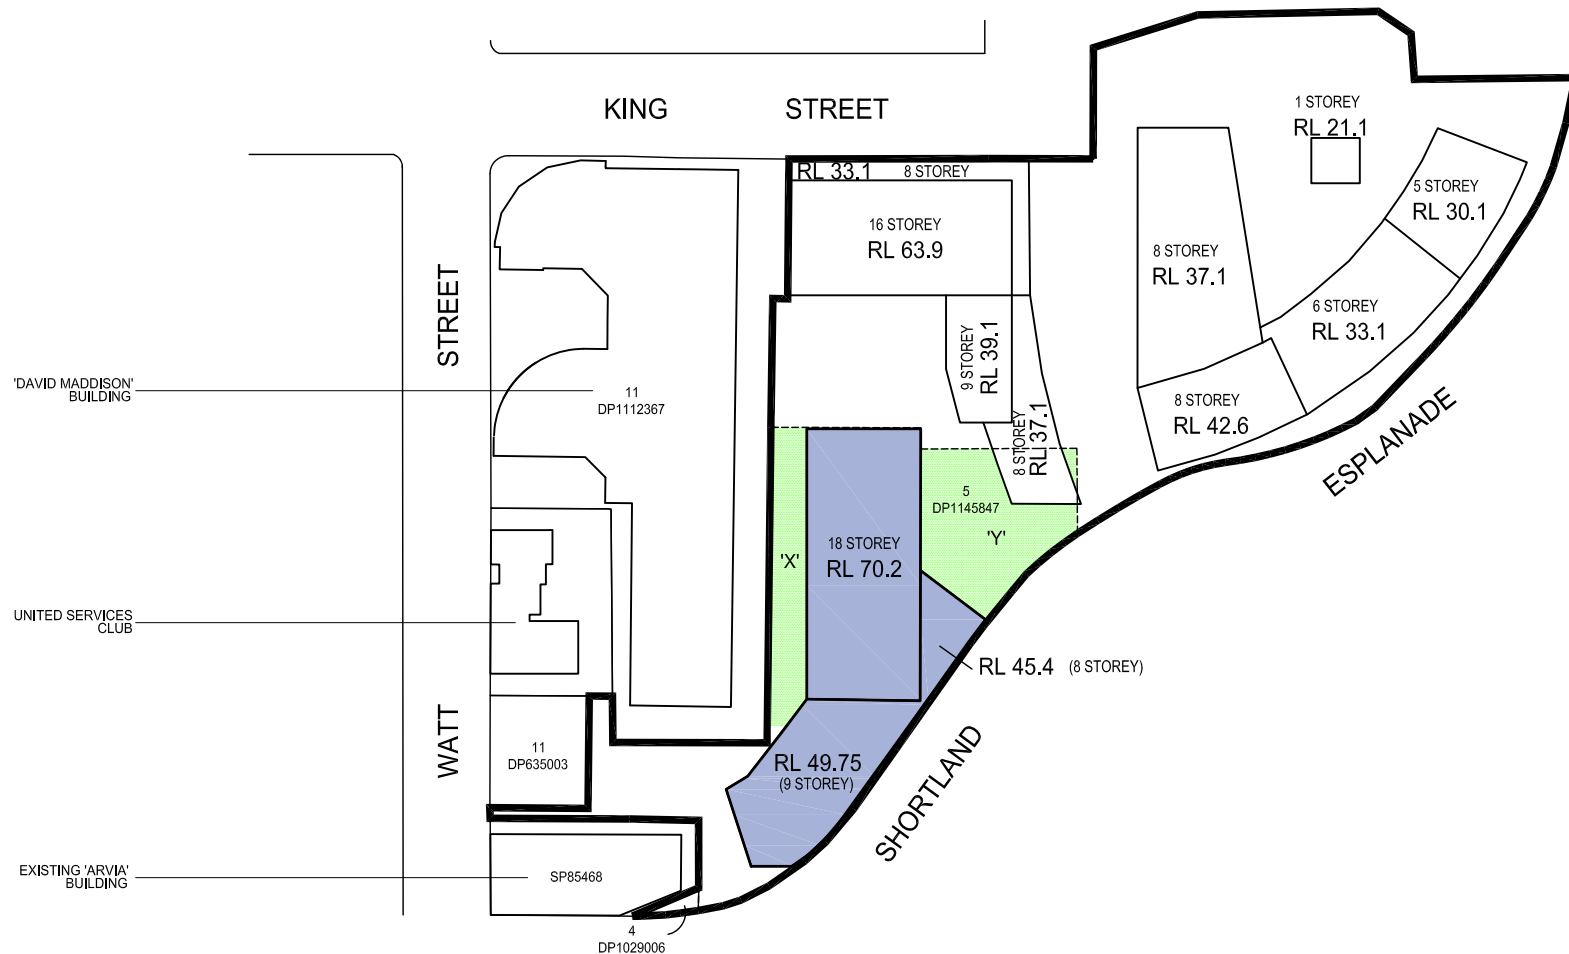 KING STREET
1 STOREY
RL 21.1
RL 33.1 8 STOREY
16 STOREY
RL 63.9
5 STOREY
RL 30.1
8 STOREY
RL 37.1
6 STOREY
RL 33.1
9 STOREY
RL 39.1
8 STOREY
RL 42.6
8 STOREY
RL 37.1
STREET
WATT
'DAVID MADDISON'
BUILDING
11
DP1112367
ESPLANADE
5
DP1145847
'Y'
'X'
18 STOREY
RL 70.2
UNITED SERVICES
CLUB
RL 45.4 (8 STOREY)
11
DP635003
RL 49.75
(9 STOREY)
SHORTLAND
EXISTING 'ARVIA'
BUILDING
SP85468
4
DP1029006